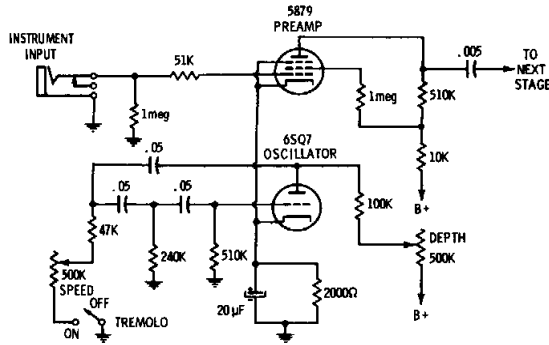 5879
PREAMP
INSTRUMENT
INPUT
51K
1meg
1meg
.005
TO
NEXT
STAGE
510K
10K
B+
6SQ7
OSCILLATOR
.05
.05
.05
47K
240K
510K
100K
DEPTH
500K
B+
500K
SPEED
OFF
ON
TREMOLO
20µF
2000Ω